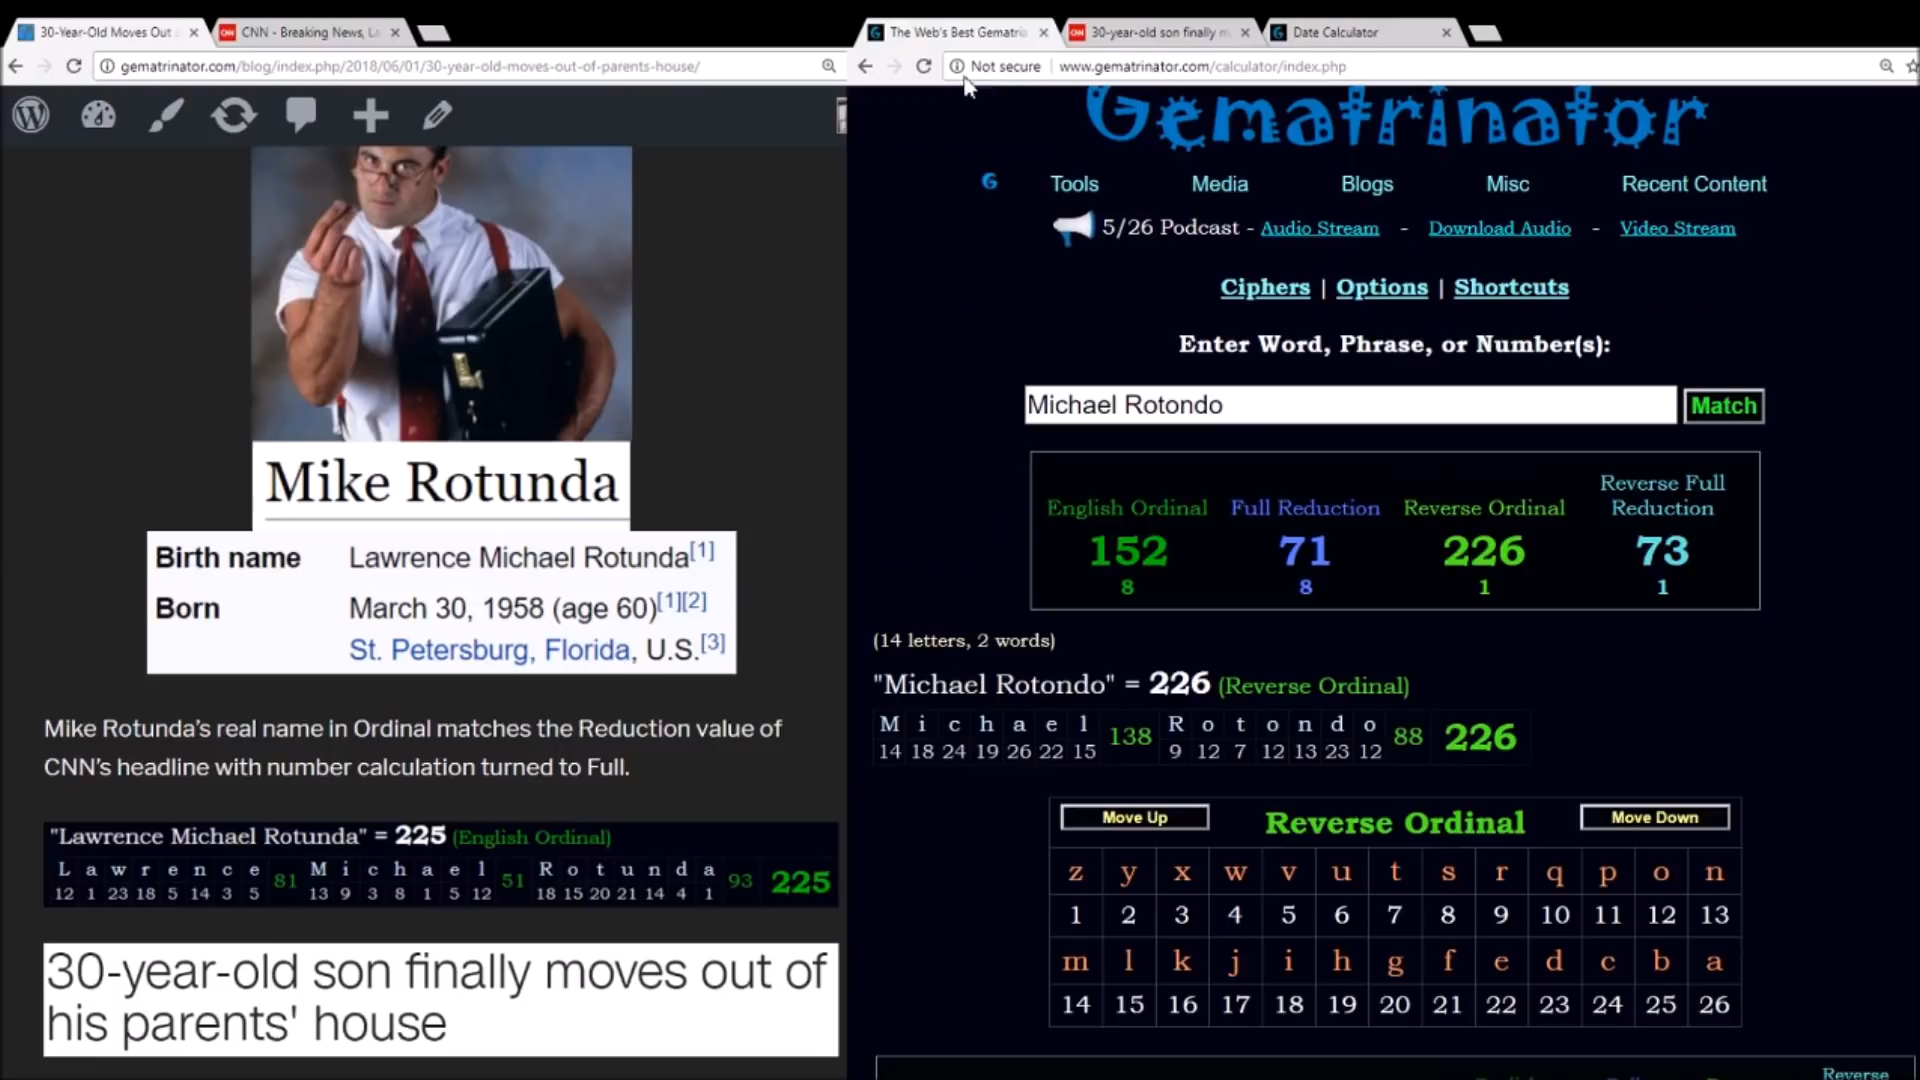 30-Year-Old Moves Out
CNN - Breaking News, La
gematrinator.com/blog/index.php/2018/06/01/30-year-old-moves-out-of-parents-house/
Mike Rotunda
Birth name Lawrence Michael Rotunda[1]
Born March 30, 1958 (age 60)[1][2]
St. Petersburg, Florida, U.S.[3]
Mike Rotunda’s real name in Ordinal matches the Reduction value of
CNN’s headline with number calculation turned to Full.
"Lawrence Michael Rotunda" = 225 (English Ordinal)
L a w r e n c e 81 M i c h a e l 51 R o t u n d a 93 225
12 1 23 18 5 14 3 5 13 9 3 8 1 5 12 18 15 20 21 14 4 1
30-year-old son finally moves out of
his parents' house
The Web's Best Gematria
30-year-old son finally m
Date Calculator
Not secure www.gematrinator.com/calculator/index.php
Gematrinator
G Tools Media Blogs Misc Recent Content
5/26 Podcast - Audio Stream - Download Audio - Video Stream
Ciphers | Options | Shortcuts
Enter Word, Phrase, or Number(s):
Michael Rotondo Match
English Ordinal Full Reduction Reverse Ordinal Reverse Full
Reduction
152 71 226 73
8 8 1 1
(14 letters, 2 words)
"Michael Rotondo" = 226 (Reverse Ordinal)
M i c h a e l 138 R o t o n d o 88 226
14 18 24 19 26 22 15 9 12 7 12 13 23 12
Move Up Reverse Ordinal Move Down
z y x w v u t s r q p o n
1 2 3 4 5 6 7 8 9 10 11 12 13
m l k j i h g f e d c b a
14 15 16 17 18 19 20 21 22 23 24 25 26
Reverse